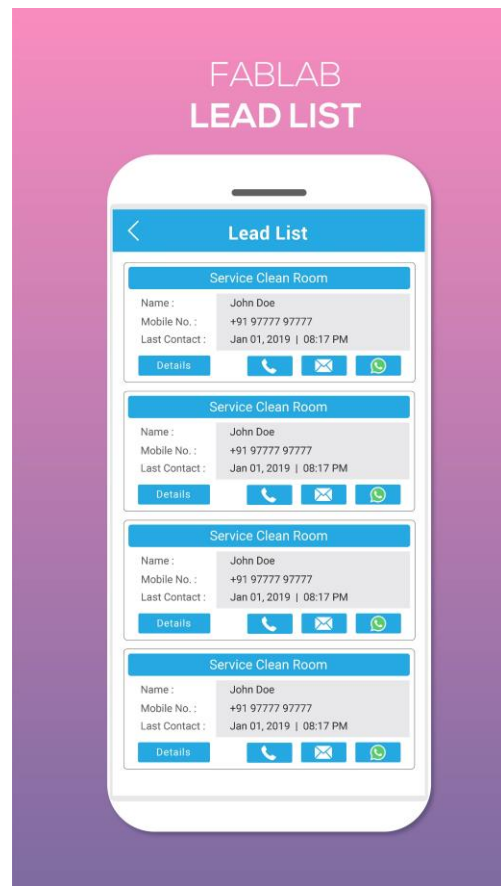 FABLAB
LEAD LIST
Lead List
Service Clean Room
Name : John Doe
Mobile No. : +91 97777 97777
Last Contact : Jan 01, 2019 | 08:17 PM
Details
Service Clean Room
Name : John Doe
Mobile No. : +91 97777 97777
Last Contact : Jan 01, 2019 | 08:17 PM
Details
Service Clean Room
Name : John Doe
Mobile No. : +91 97777 97777
Last Contact : Jan 01, 2019 | 08:17 PM
Details
Service Clean Room
Name : John Doe
Mobile No. : +91 97777 97777
Last Contact : Jan 01, 2019 | 08:17 PM
Details